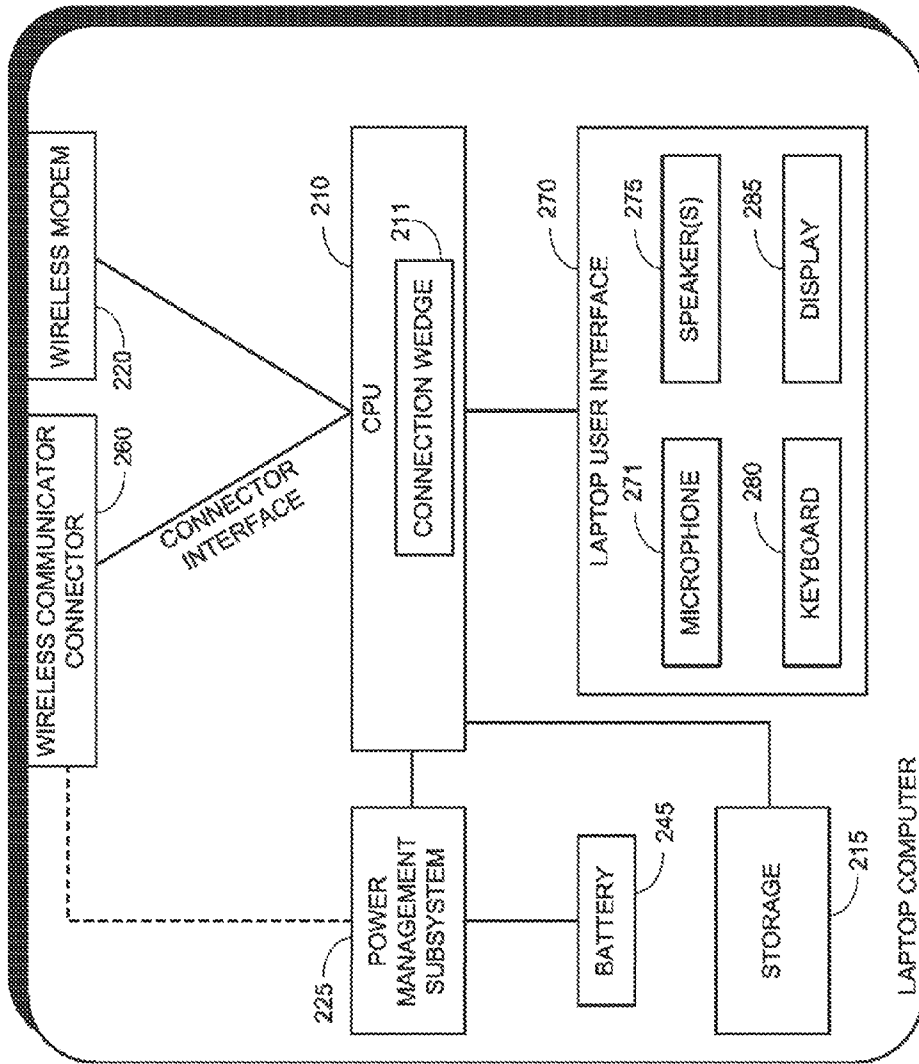 WIRELESS COMMUNICATOR
CONNECTOR
260
WIRELESS MODEM
220
CONNECTOR
INTERFACE
210
CPU
CONNECTION WEDGE
211
225
POWER
MANAGEMENT
SUBSYSTEM
BATTERY
245
STORAGE
215
270
LAPTOP USER INTERFACE
271
MICROPHONE
275
SPEAKER(S)
280
KEYBOARD
285
DISPLAY
LAPTOP COMPUTER